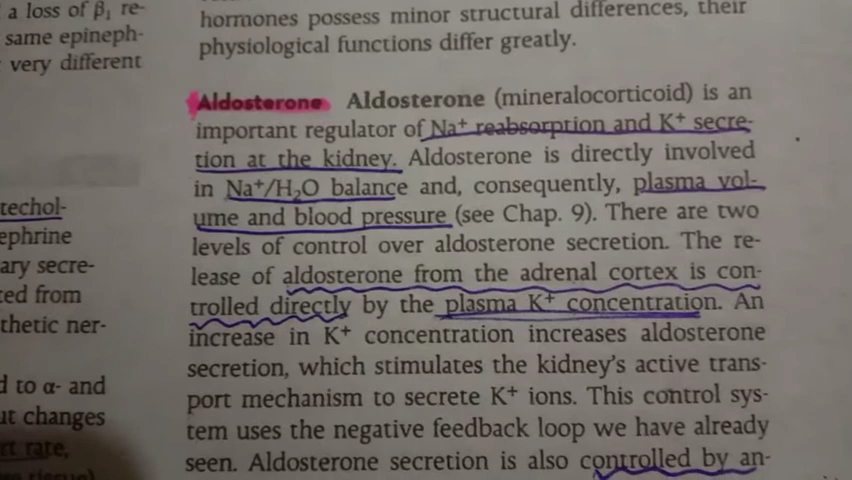 a loss of β₁ re-
same epineph-
very different
techol-
ephrine
ary secre-
ted from
thetic ner-
d to α- and
ut changes
rt rate,
hormones possess minor structural differences, their
physiological functions differ greatly.
Aldosterone Aldosterone (mineralocorticoid) is an
important regulator of Na⁺ reabsorption and K⁺ secre-
tion at the kidney. Aldosterone is directly involved
in Na⁺/H₂O balance and, consequently, plasma vol-
ume and blood pressure (see Chap. 9). There are two
levels of control over aldosterone secretion. The re-
lease of aldosterone from the adrenal cortex is con-
trolled directly by the plasma K⁺ concentration. An
increase in K⁺ concentration increases aldosterone
secretion, which stimulates the kidney's active trans-
port mechanism to secrete K⁺ ions. This control sys-
tem uses the negative feedback loop we have already
seen. Aldosterone secretion is also controlled by an-